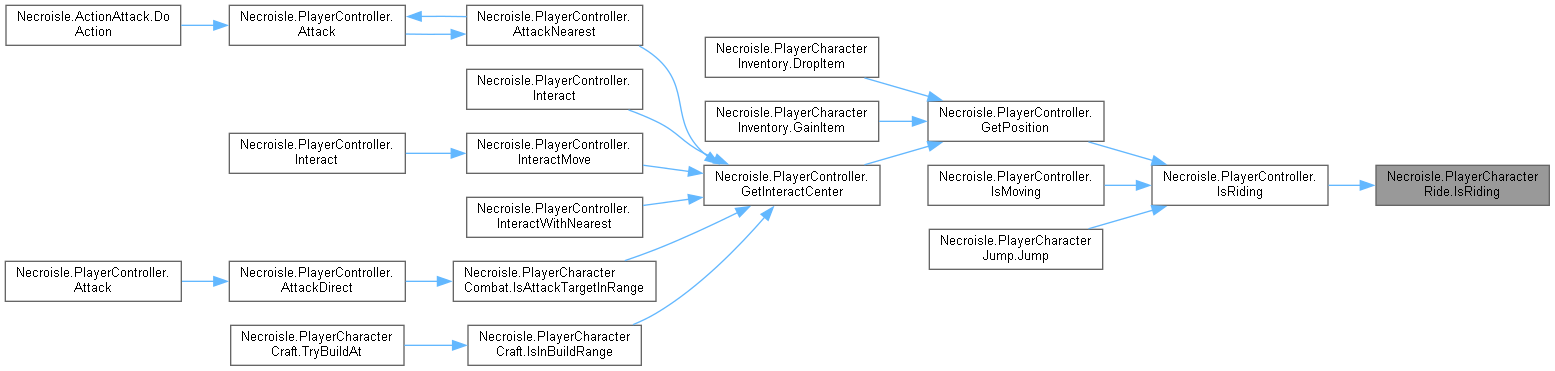 Necroisle.ActionAttack.Do
Action
Necroisle.PlayerController.
Attack
Necroisle.PlayerController.
AttackNearest
Necroisle.PlayerCharacter
Inventory.DropItem
Necroisle.PlayerController.
Interact
Necroisle.PlayerCharacter
Inventory.GainItem
Necroisle.PlayerController.
GetPosition
Necroisle.PlayerController.
Interact
Necroisle.PlayerController.
InteractMove
Necroisle.PlayerController.
GetInteractCenter
Necroisle.PlayerController.
IsMoving
Necroisle.PlayerController.
IsRiding
Necroisle.PlayerCharacter
Ride.IsRiding
Necroisle.PlayerController.
InteractWithNearest
Necroisle.PlayerCharacter
Jump.Jump
Necroisle.PlayerController.
Attack
Necroisle.PlayerController.
AttackDirect
Necroisle.PlayerCharacter
Combat.IsAttackTargetInRange
Necroisle.PlayerCharacter
Craft.TryBuildAt
Necroisle.PlayerCharacter
Craft.IsInBuildRange